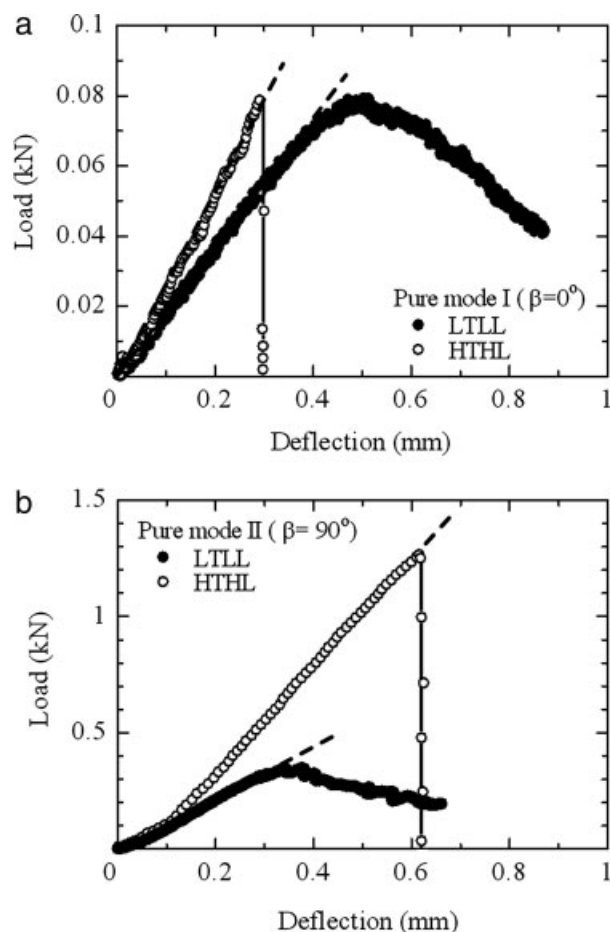 a
0.1
0.08
0.06
0.04
0.02
Load (kN)
Pure mode I ( β=0º)
LTLL
HTHL
0 0.2 0.4 0.6 0.8 1
Deflection (mm)
b
1.5
1
0.5
Load (kN)
Pure mode II ( β= 90º)
LTLL
HTHL
0 0.2 0.4 0.6 0.8 1
Deflection (mm)